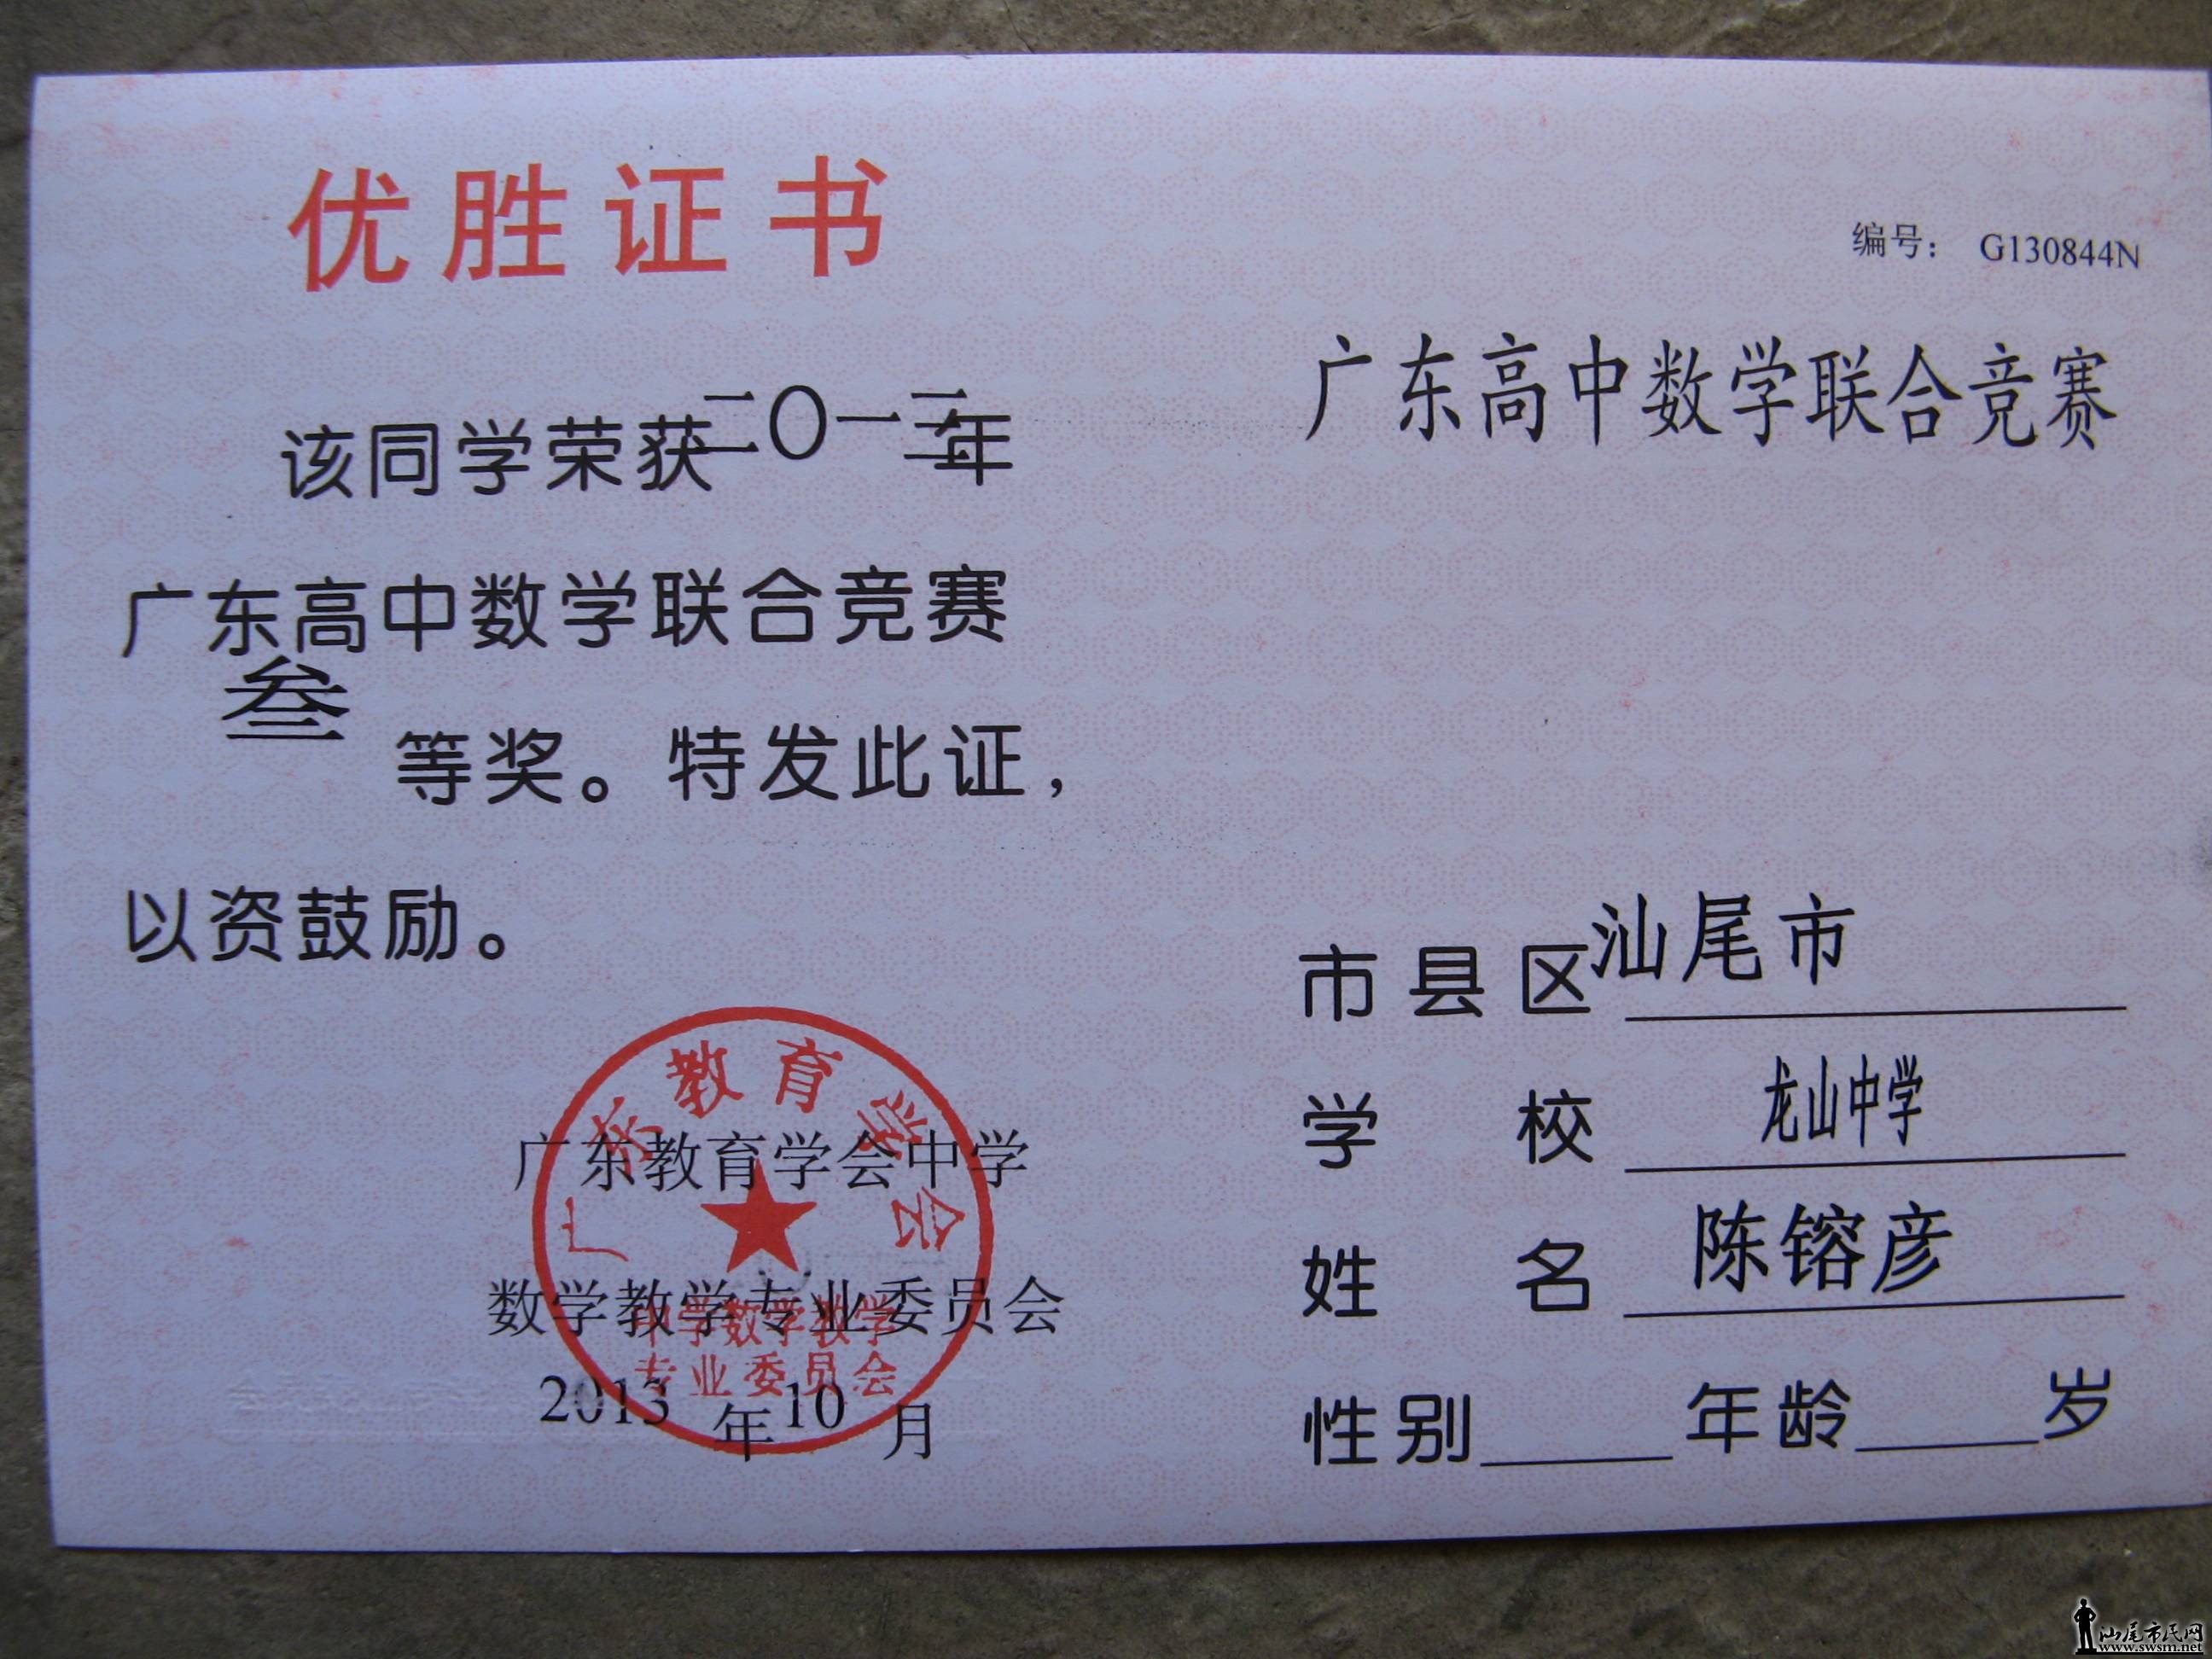 优胜证书
该同学荣获二〇一三年
广东高中数学联合竞赛
叁等奖。特发此证，
以资鼓励。
广东教育学会中学
数学教学专业委员会
2013年10月
广东教育学会
中学数学教学
专业委员会
编号： G130844N
广东高中数学联合竞赛
市县区汕尾市
学校 龙山中学
姓名 陈镕彦
性别 年龄 岁
汕尾市民网
www.swsm.net